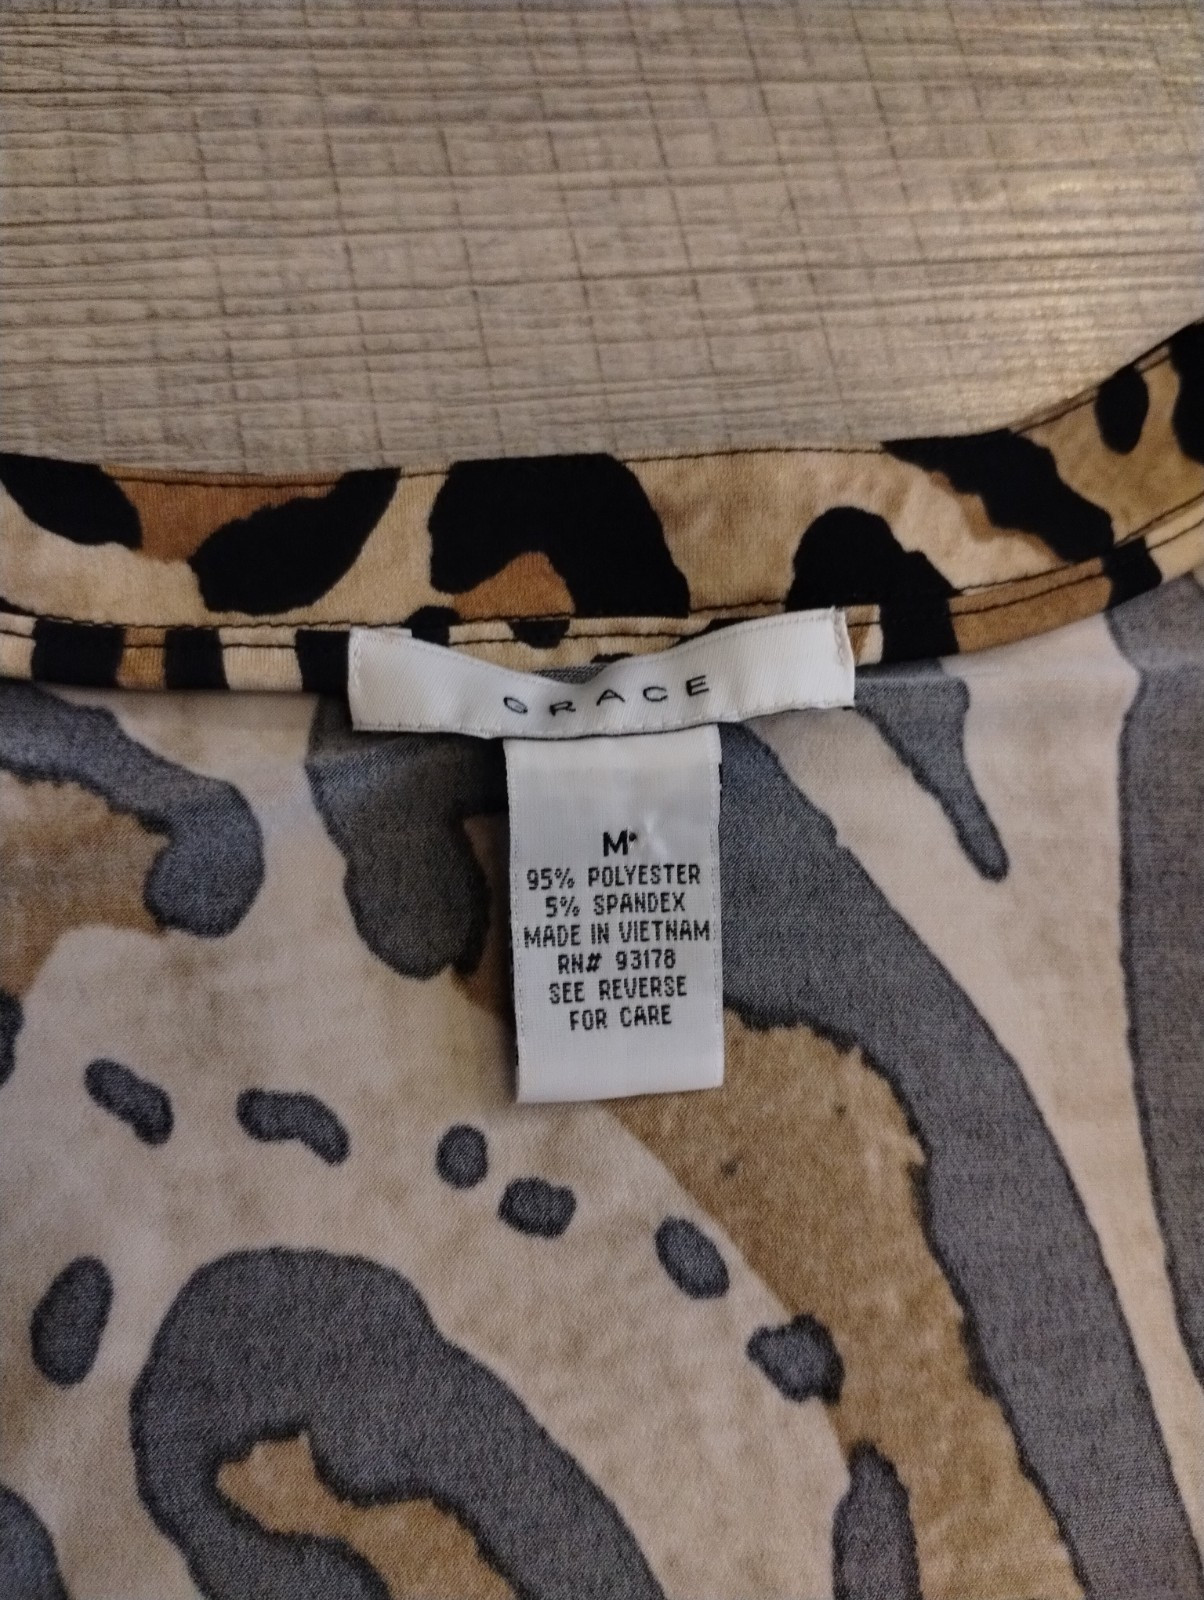 GRACE
M
95% POLYESTER
5% SPANDEX
MADE IN VIETNAM
RN# 93178
SEE REVERSE
FOR CARE